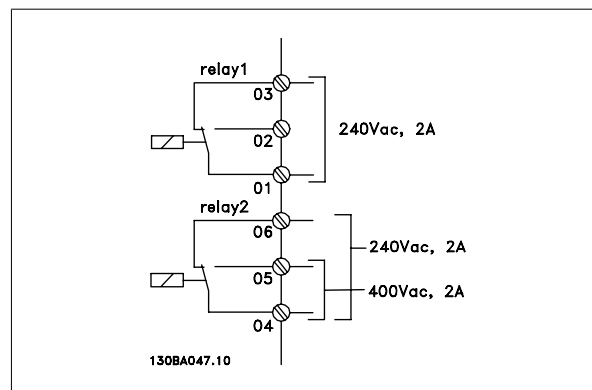 relay1
03
02
240Vac, 2A
01
relay2
06
240Vac, 2A
05
400Vac, 2A
04
130BA047.10